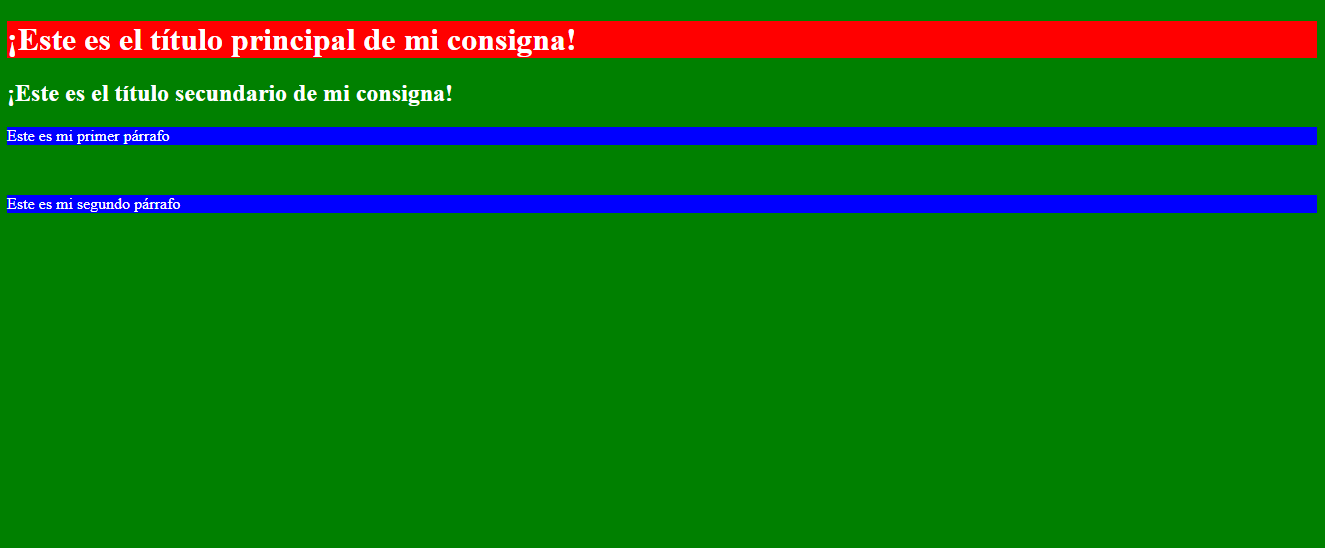 ¡Este es el título principal de mi consigna!
¡Este es el título secundario de mi consigna!
Este es mi primer párrafo
Este es mi segundo párrafo